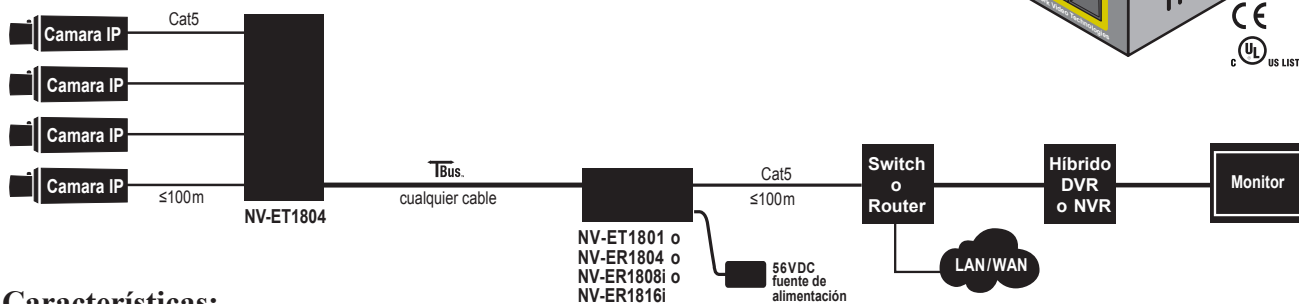 Cat5
Camara IP
Camara IP
Camara IP
Camara IP
≤100m
NV-ET1804
TBus
cualquier cable
NV-ET1801 o
NV-ER1804 o
NV-ER1808i o
NV-ER1816i
56VDC
fuente de
alimentación
Cat5
≤100m
Switch
o
Router
LAN/WAN
Híbrido
DVR
o NVR
Monitor
Video Technologies
CE
C UL US LIST
Características: